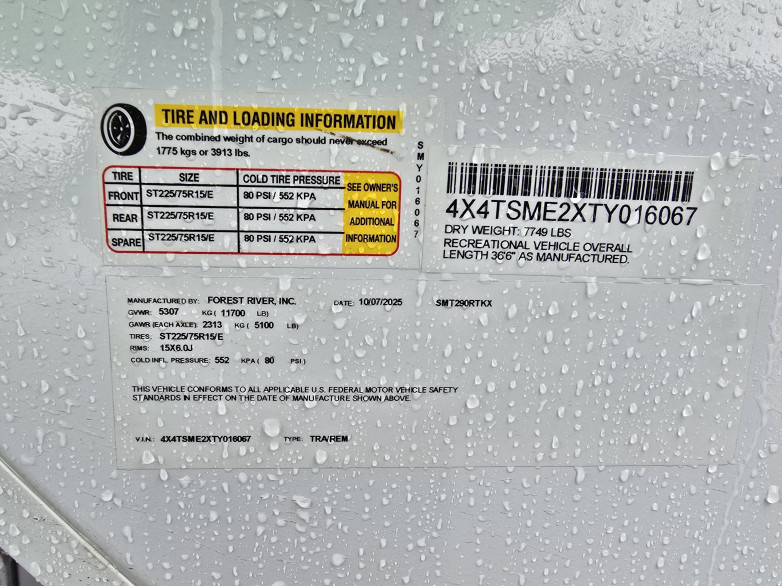 TIRE AND LOADING INFORMATION
The combined weight of cargo should never exceed
1775 kgs or 3913 lbs.
TIRE SIZE COLD TIRE PRESSURE SEE OWNER'S MANUAL FOR ADDITIONAL INFORMATION
FRONT ST225/75R15/E 80 PSI / 552 KPA
REAR ST225/75R15/E 80 PSI / 552 KPA
SPARE ST225/75R15/E 80 PSI / 552 KPA
SMY016067
4X4TSME2XTY016067
DRY WEIGHT: 7749 LBS
RECREATIONAL VEHICLE OVERALL
LENGTH 36'6" AS MANUFACTURED.
MANUFACTURED BY: FOREST RIVER, INC. DATE: 10/07/2025 SMT290RTKX
GVWR: 5307 KG ( 11700 LB)
GAWR (EACH AXLE): 2313 KG ( 5100 LB)
TIRES: ST225/75R15/E
RIMS: 15X6.0J
COLD INFL. PRESSURE: 552 KPA ( 80 PSI.)
THIS VEHICLE CONFORMS TO ALL APPLICABLE U.S. FEDERAL MOTOR VEHICLE SAFETY
STANDARDS IN EFFECT ON THE DATE OF MANUFACTURE SHOWN ABOVE.
V.I.N.: 4X4TSME2XTY016067 TYPE: TRA/REM